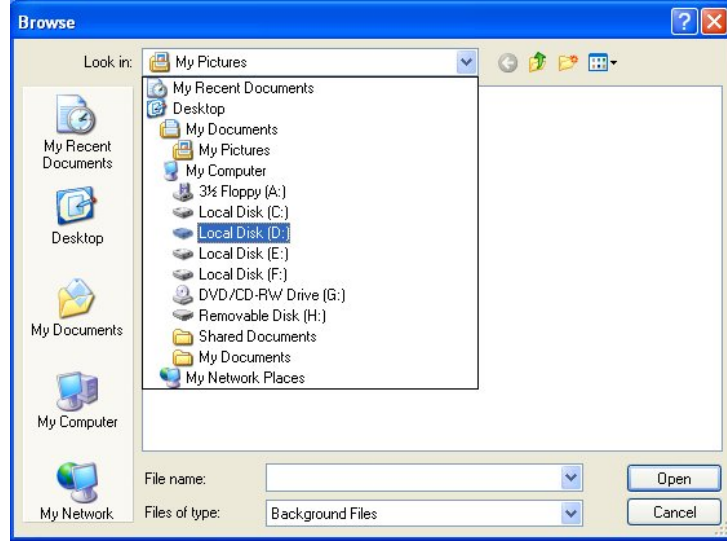 Browse
Look in: My Pictures
My Recent Documents
Desktop
My Documents
My Pictures
My Computer
3½ Floppy (A:)
Local Disk (C:)
Local Disk (D:)
Local Disk (E:)
Local Disk (F:)
DVD/CD-RW Drive (G:)
Removable Disk (H:)
Shared Documents
My Documents
My Network Places
My Recent
Documents
Desktop
My Documents
My Computer
My Network
File name:
Open
Files of type: Background Files
Cancel